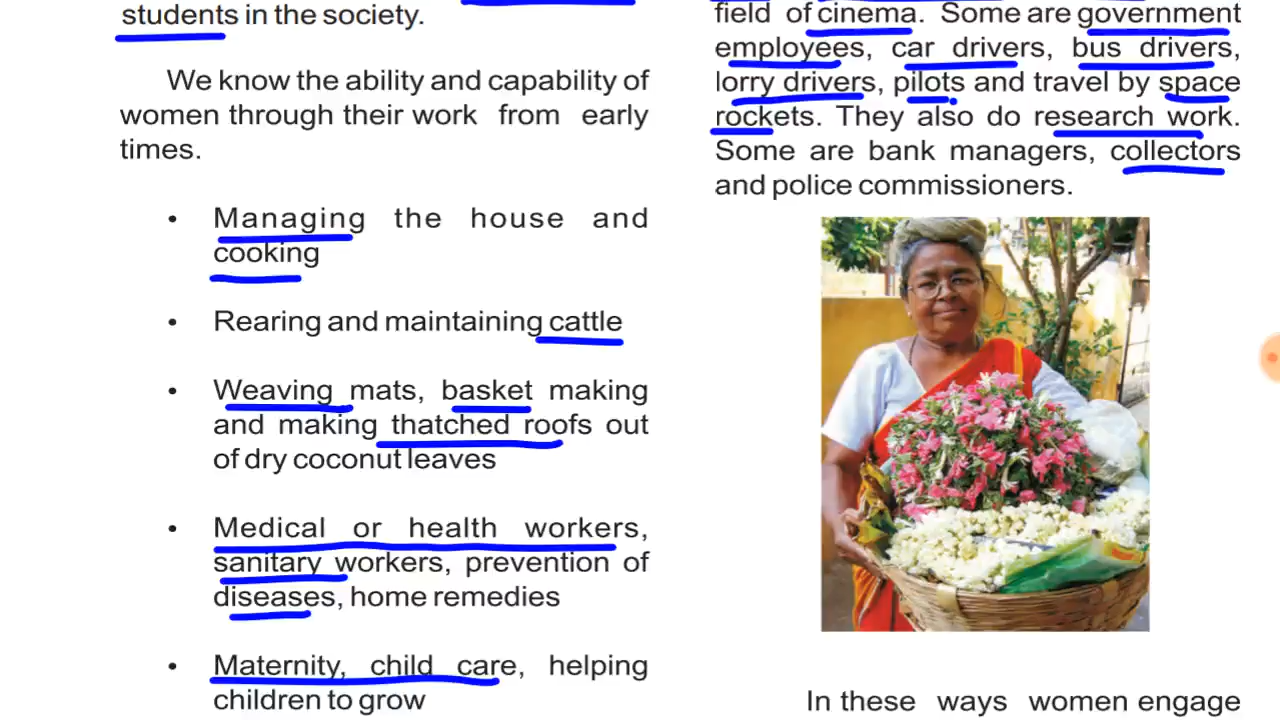 students in the society.
We know the ability and capability of
women through their work from early
times.
• Managing the house and
cooking
• Rearing and maintaining cattle
• Weaving mats, basket making
and making thatched roofs out
of dry coconut leaves
• Medical or health workers,
sanitary workers, prevention of
diseases, home remedies
• Maternity, child care, helping
children to grow
field of cinema. Some are government
employees, car drivers, bus drivers,
lorry drivers, pilots and travel by space
rockets. They also do research work.
Some are bank managers, collectors
and police commissioners.
In these ways women engage